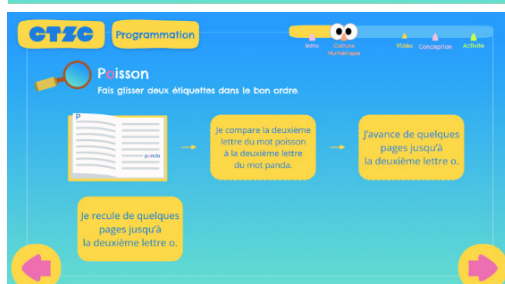 CTZC
Programmation
Intro
Culture
Numérique
Vidéo
Conception
Activité
Poisson
Fais glisser deux étiquettes dans le bon ordre.
P
panda
Je compare la deuxième
lettre du mot poisson
à la deuxième lettre
du mot panda.
J'avance de quelques
pages jusqu'à
la deuxième lettre o.
Je recule de quelques
pages jusqu'à
la deuxième lettre o.